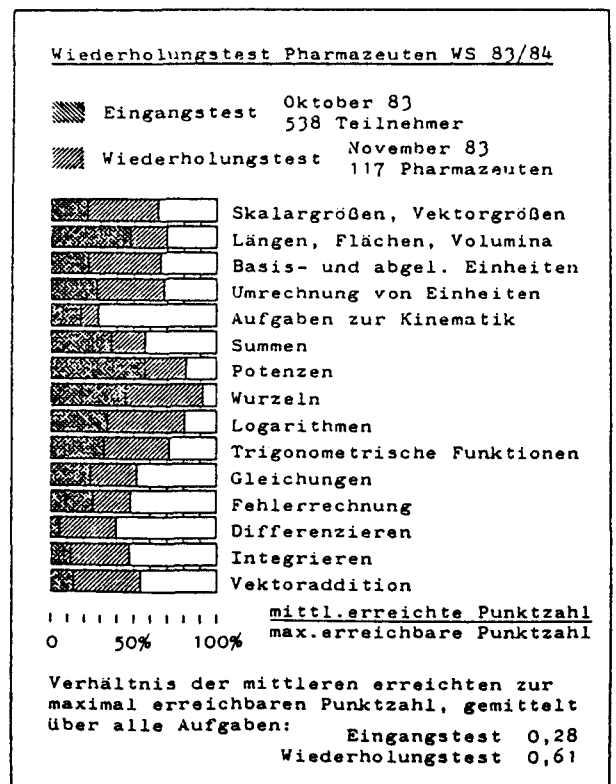 Wiederholungstest Pharmazeuten WS 83/84
Eingangstest Oktober 83
538 Teilnehmer
Wiederholungstest November 83
117 Pharmazeuten
Skalargrößen, Vektorgrößen
Längen, Flächen, Volumina
Basis- und abgel. Einheiten
Umrechnung von Einheiten
Aufgaben zur Kinematik
Summen
Potenzen
Wurzeln
Logarithmen
Trigonometrische Funktionen
Gleichungen
Fehlerrechnung
Differenzieren
Integrieren
Vektoraddition
mittl.erreichte Punktzahl
max.erreichbare Punktzahl
0 50% 100%
Verhältnis der mittleren erreichten zur
maximal erreichbaren Punktzahl, gemittelt
über alle Aufgaben:
Eingangstest 0,28
Wiederholungstest 0,61